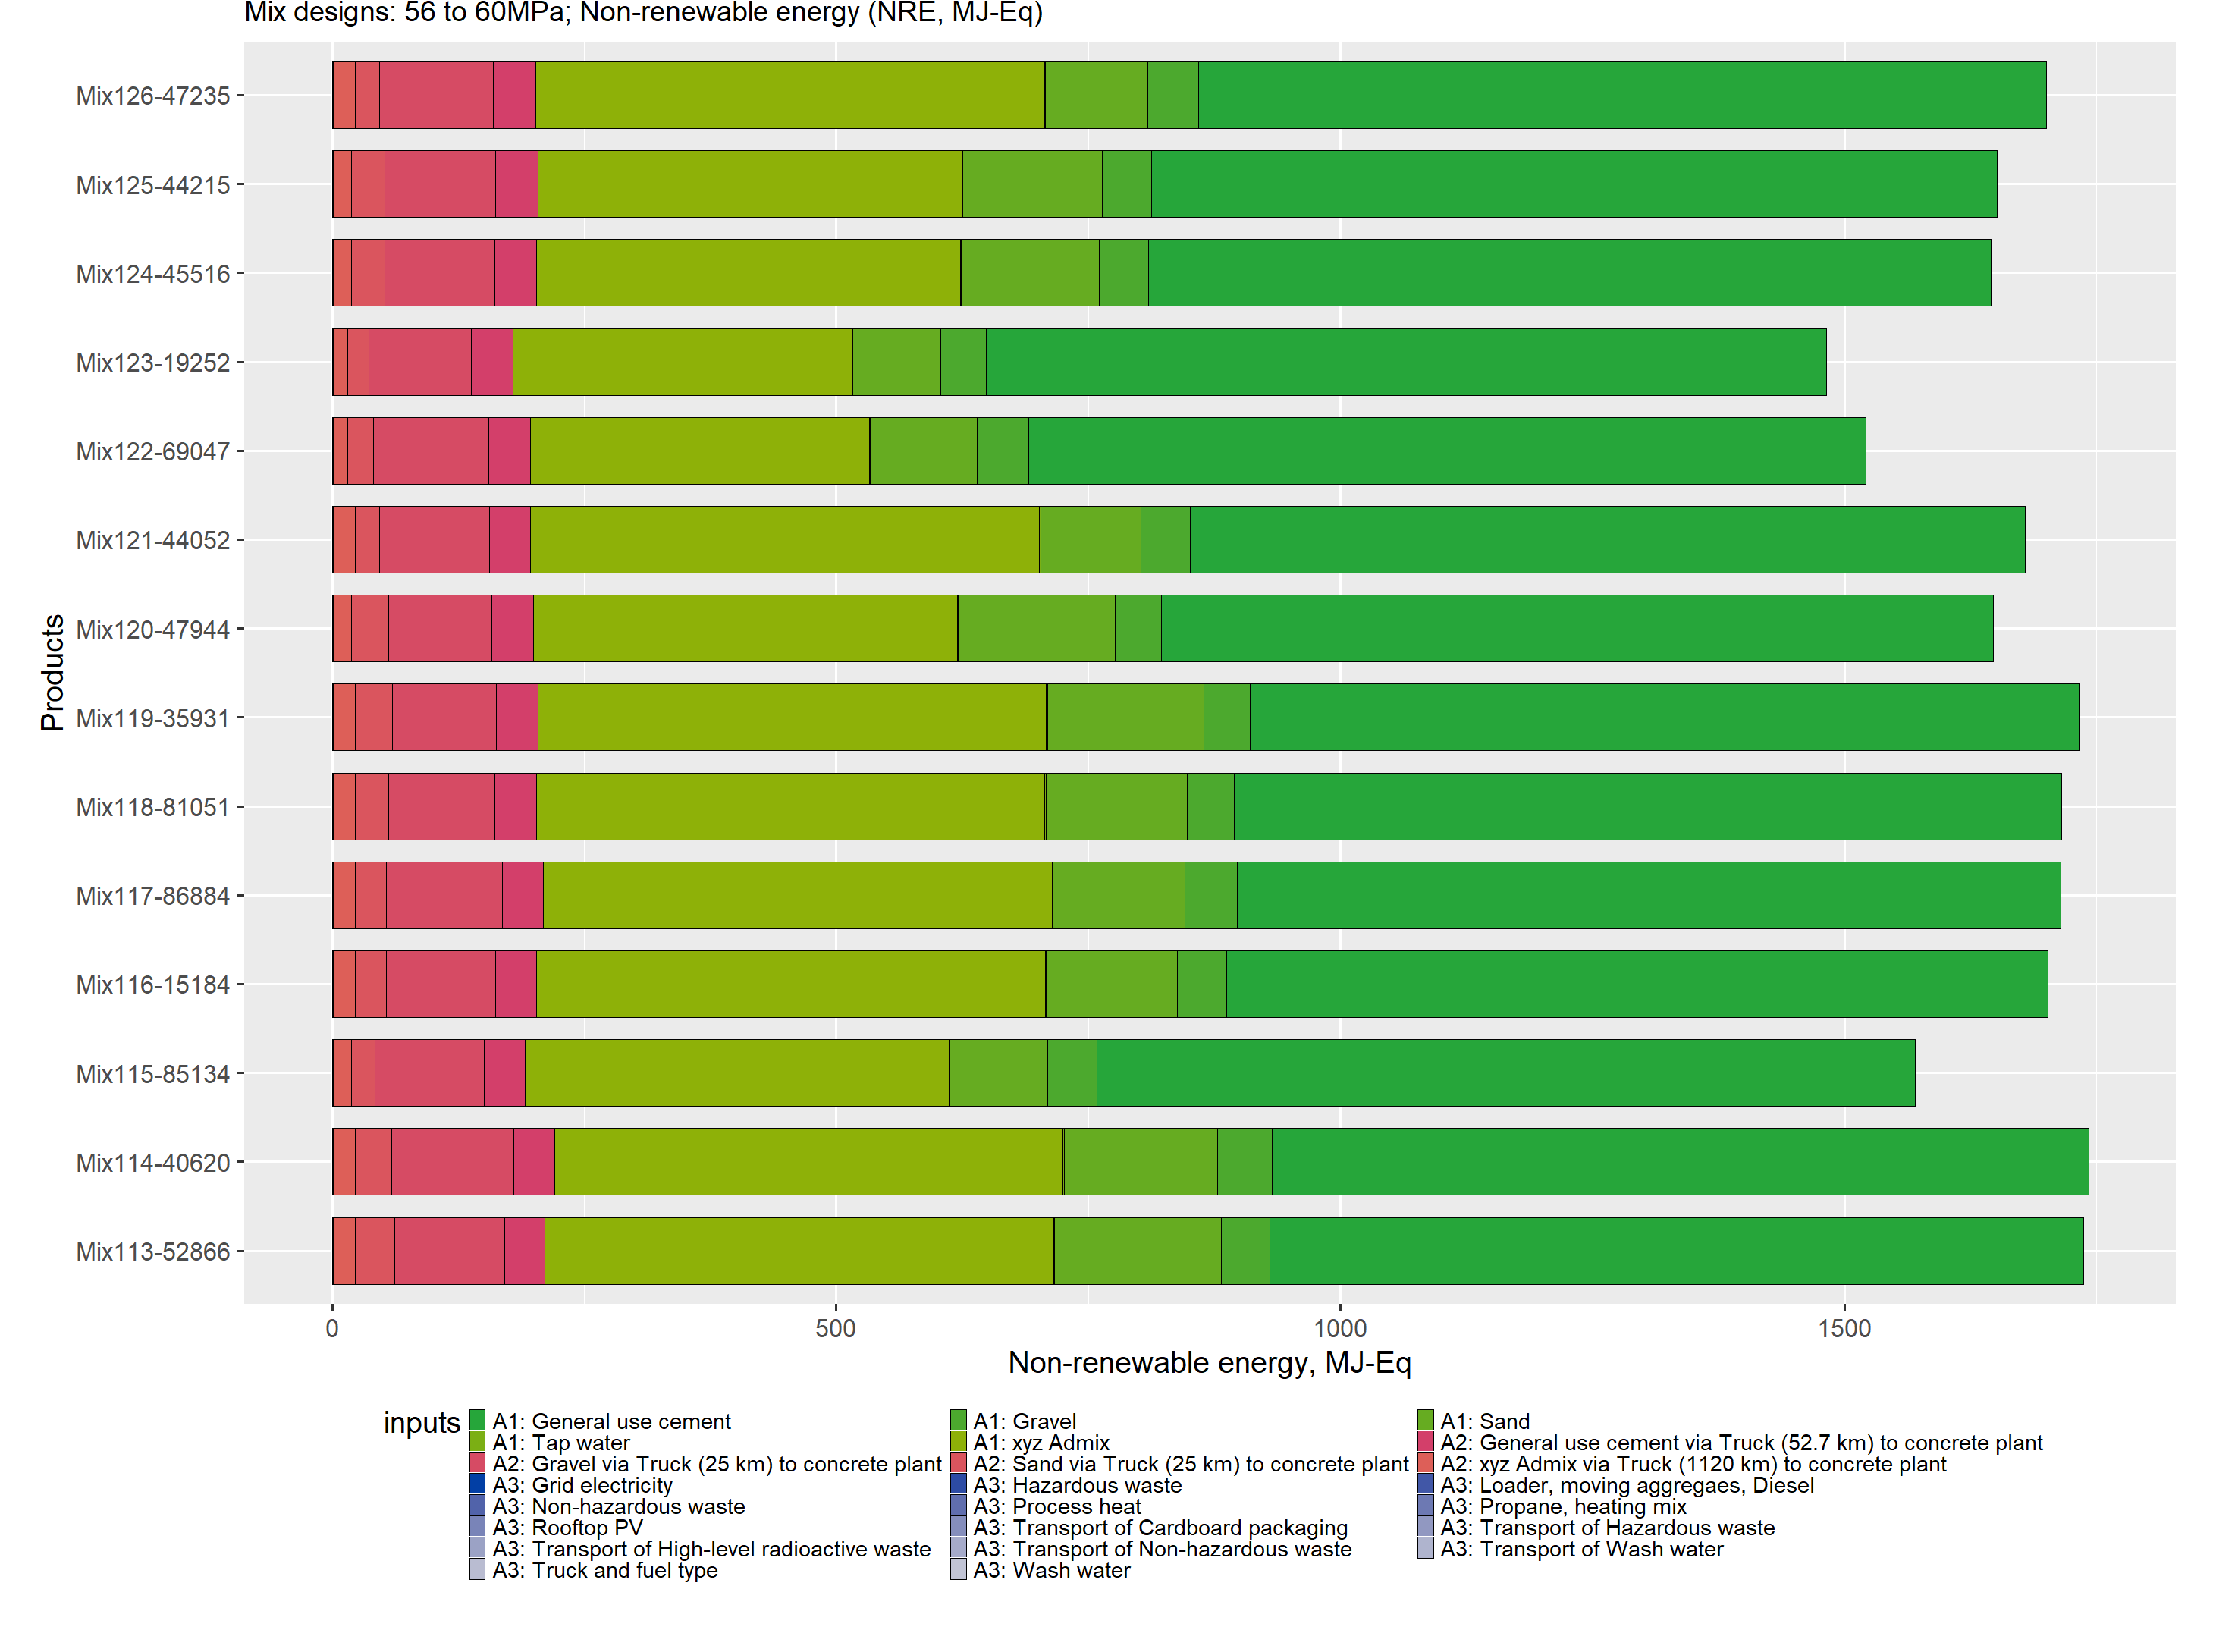 Mix designs: 56 to 60MPa; Non-renewable energy (NRE, MJ-Eq)
Mix126-47235
Mix125-44215
Mix124-45516
Mix123-19252
Mix122-69047
Mix121-44052
Mix120-47944
Mix119-35931
Mix118-81051
Mix117-86884
Mix116-15184
Mix115-85134
Mix114-40620
Mix113-52866
Products
0 500 1000 1500
Non-renewable energy, MJ-Eq
inputs
A1: General use cement A1: Gravel A1: Sand
A1: Tap water A1: xyz Admix A2: General use cement via Truck (52.7 km) to concrete plant
A2: Gravel via Truck (25 km) to concrete plant A2: Sand via Truck (25 km) to concrete plant A2: xyz Admix via Truck (1120 km) to concrete plant
A3: Grid electricity A3: Hazardous waste A3: Loader, moving aggregaes, Diesel
A3: Non-hazardous waste A3: Process heat A3: Propane, heating mix
A3: Rooftop PV A3: Transport of Cardboard packaging A3: Transport of Hazardous waste
A3: Transport of High-level radioactive waste A3: Transport of Non-hazardous waste A3: Transport of Wash water
A3: Truck and fuel type A3: Wash water